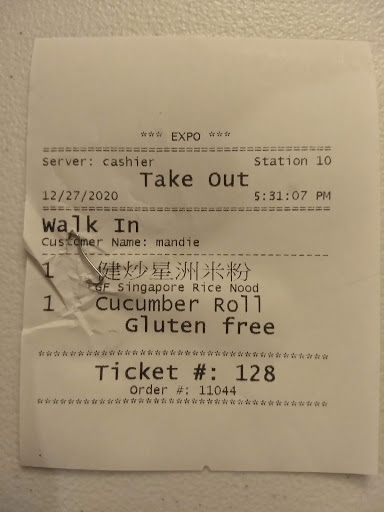 *** EXPO ***
Server: cashier Station 10
Take Out
12/27/2020 5:31:07 PM
Walk In
Customer Name: mandie
1 健炒星洲米粉
GF Singapore Rice Nood
1 Cucumber Roll
Gluten free
Ticket #: 128
Order #: 11044